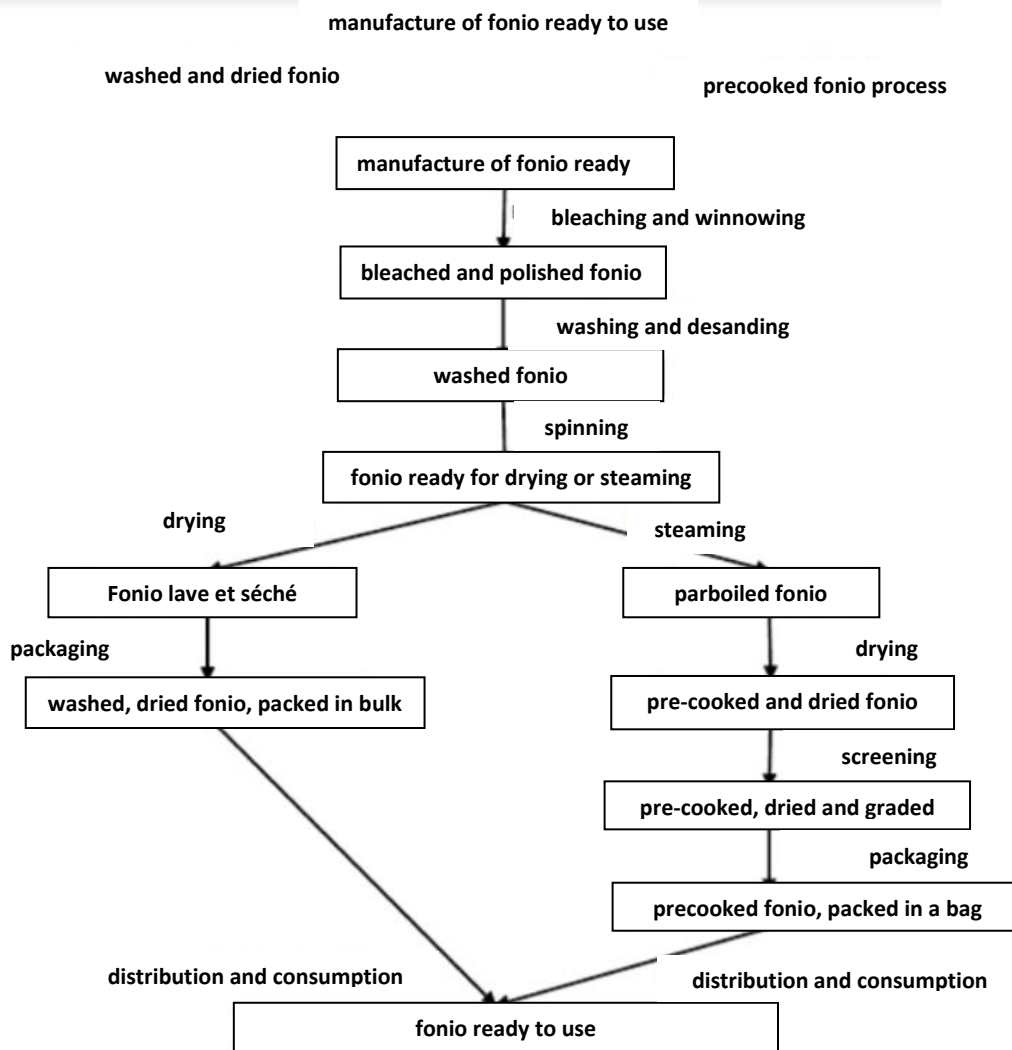 manufacture of fonio ready to use
washed and dried fonio
precooked fonio process
manufacture of fonio ready
bleaching and winnowing
bleached and polished fonio
washing and desanding
washed fonio
spinning
fonio ready for drying or steaming
drying
steaming
Fonio lave et séché
parboiled fonio
packaging
drying
washed, dried fonio, packed in bulk
pre-cooked and dried fonio
screening
pre-cooked, dried and graded
packaging
precooked fonio, packed in a bag
distribution and consumption
distribution and consumption
fonio ready to use